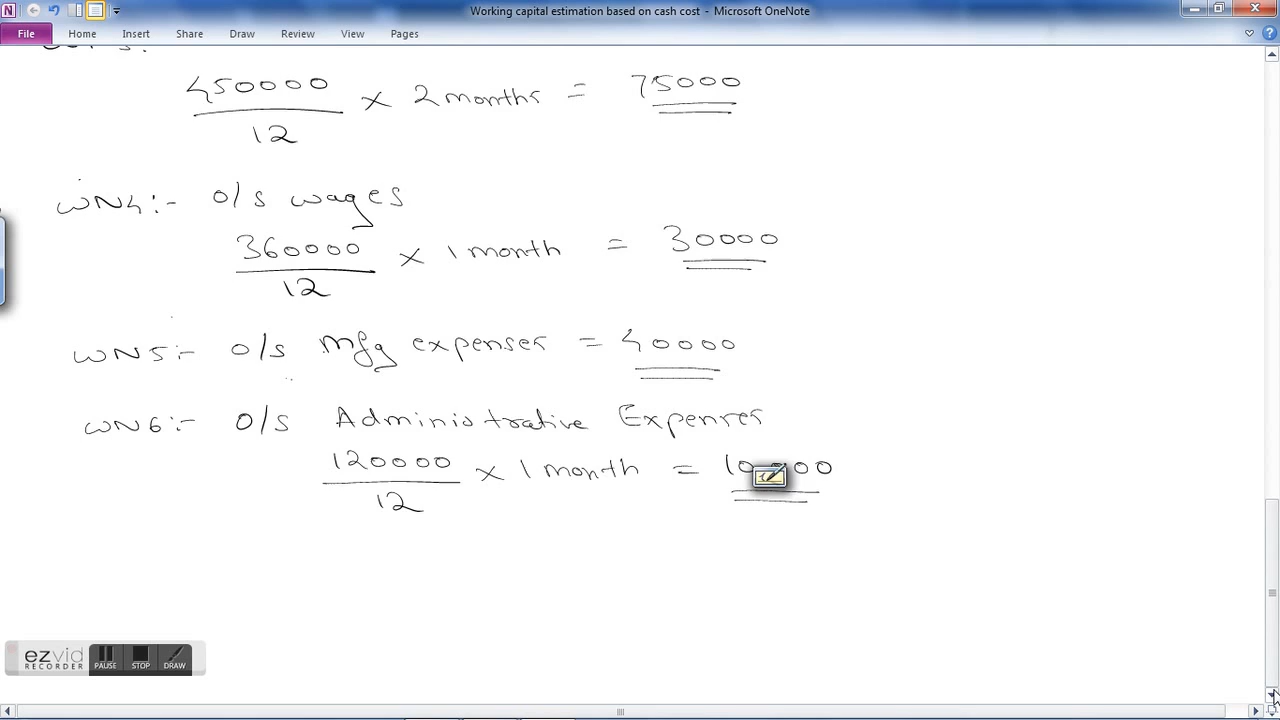 Working capital estimation based on cash cost - Microsoft OneNote
File Home Insert Share Draw Review View Pages
450000 × 2 months = 75000
12
WN4:- O/S wages
360000 × 1 month = 30000
12
WN5:- O/S Mfg expenses = 40000
WN6:- O/S Administrative Expenses
120000 × 1 month =
12
ezvid
RECORDER
PAUSE STOP DRAW